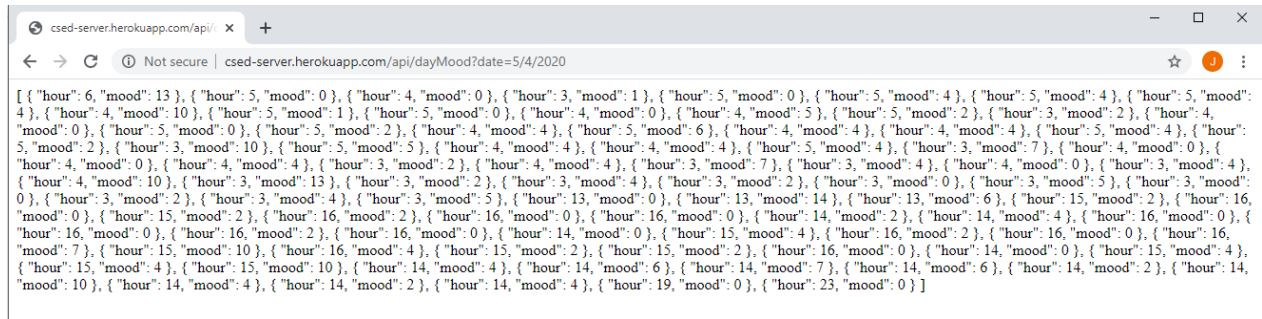 csed-server.herokuapp.com/api/c
Not secure | csed-server.herokuapp.com/api/dayMood?date=5/4/2020
J
[ { "hour": 6, "mood": 13 }, { "hour": 5, "mood": 0 }, { "hour": 4, "mood": 0 }, { "hour": 3, "mood": 1 }, { "hour": 5, "mood": 0 }, { "hour": 5, "mood": 4 }, { "hour": 5, "mood": 4 }, { "hour": 5, "mood":
4 }, { "hour": 4, "mood": 10 }, { "hour": 5, "mood": 1 }, { "hour": 5, "mood": 0 }, { "hour": 4, "mood": 0 }, { "hour": 4, "mood": 5 }, { "hour": 5, "mood": 2 }, { "hour": 3, "mood": 2 }, { "hour": 4,
"mood": 0 }, { "hour": 5, "mood": 0 }, { "hour": 5, "mood": 2 }, { "hour": 4, "mood": 4 }, { "hour": 5, "mood": 6 }, { "hour": 4, "mood": 4 }, { "hour": 4, "mood": 4 }, { "hour": 5, "mood": 4 }, { "hour":
5, "mood": 2 }, { "hour": 3, "mood": 10 }, { "hour": 5, "mood": 5 }, { "hour": 4, "mood": 4 }, { "hour": 4, "mood": 4 }, { "hour": 5, "mood": 4 }, { "hour": 3, "mood": 7 }, { "hour": 4, "mood": 0 }, {
"hour": 4, "mood": 0 }, { "hour": 4, "mood": 4 }, { "hour": 3, "mood": 2 }, { "hour": 4, "mood": 4 }, { "hour": 3, "mood": 7 }, { "hour": 3, "mood": 4 }, { "hour": 4, "mood": 0 }, { "hour": 3, "mood": 4 },
{ "hour": 4, "mood": 10 }, { "hour": 3, "mood": 13 }, { "hour": 3, "mood": 2 }, { "hour": 3, "mood": 4 }, { "hour": 3, "mood": 2 }, { "hour": 3, "mood": 0 }, { "hour": 3, "mood": 5 }, { "hour": 3, "mood":
0 }, { "hour": 3, "mood": 2 }, { "hour": 3, "mood": 4 }, { "hour": 3, "mood": 5 }, { "hour": 13, "mood": 0 }, { "hour": 13, "mood": 14 }, { "hour": 13, "mood": 6 }, { "hour": 15, "mood": 2 }, { "hour": 16,
"mood": 0 }, { "hour": 15, "mood": 2 }, { "hour": 16, "mood": 2 }, { "hour": 16, "mood": 0 }, { "hour": 16, "mood": 0 }, { "hour": 14, "mood": 2 }, { "hour": 14, "mood": 4 }, { "hour": 16, "mood": 0 }, {
"hour": 16, "mood": 0 }, { "hour": 16, "mood": 2 }, { "hour": 16, "mood": 0 }, { "hour": 14, "mood": 0 }, { "hour": 15, "mood": 4 }, { "hour": 16, "mood": 2 }, { "hour": 16, "mood": 0 }, { "hour": 16,
"mood": 7 }, { "hour": 15, "mood": 10 }, { "hour": 16, "mood": 4 }, { "hour": 15, "mood": 2 }, { "hour": 15, "mood": 2 }, { "hour": 16, "mood": 0 }, { "hour": 14, "mood": 0 }, { "hour": 15, "mood": 4 },
{ "hour": 15, "mood": 4 }, { "hour": 15, "mood": 10 }, { "hour": 14, "mood": 4 }, { "hour": 14, "mood": 6 }, { "hour": 14, "mood": 7 }, { "hour": 14, "mood": 6 }, { "hour": 14, "mood": 2 }, { "hour": 14,
"mood": 10 }, { "hour": 14, "mood": 4 }, { "hour": 14, "mood": 2 }, { "hour": 14, "mood": 4 }, { "hour": 19, "mood": 0 }, { "hour": 23, "mood": 0 } ]